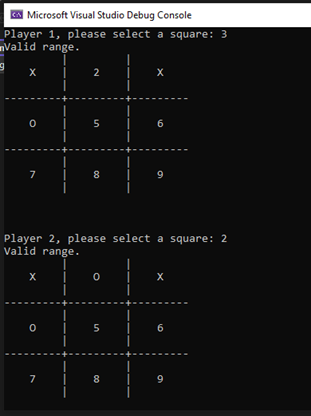 Microsoft Visual Studio Debug Console
Player 1, please select a square: 3
Valid range.
X | 2 | X
O | 5 | 6
7 | 8 | 9
Player 2, please select a square: 2
Valid range.
X | O | X
O | 5 | 6
7 | 8 | 9